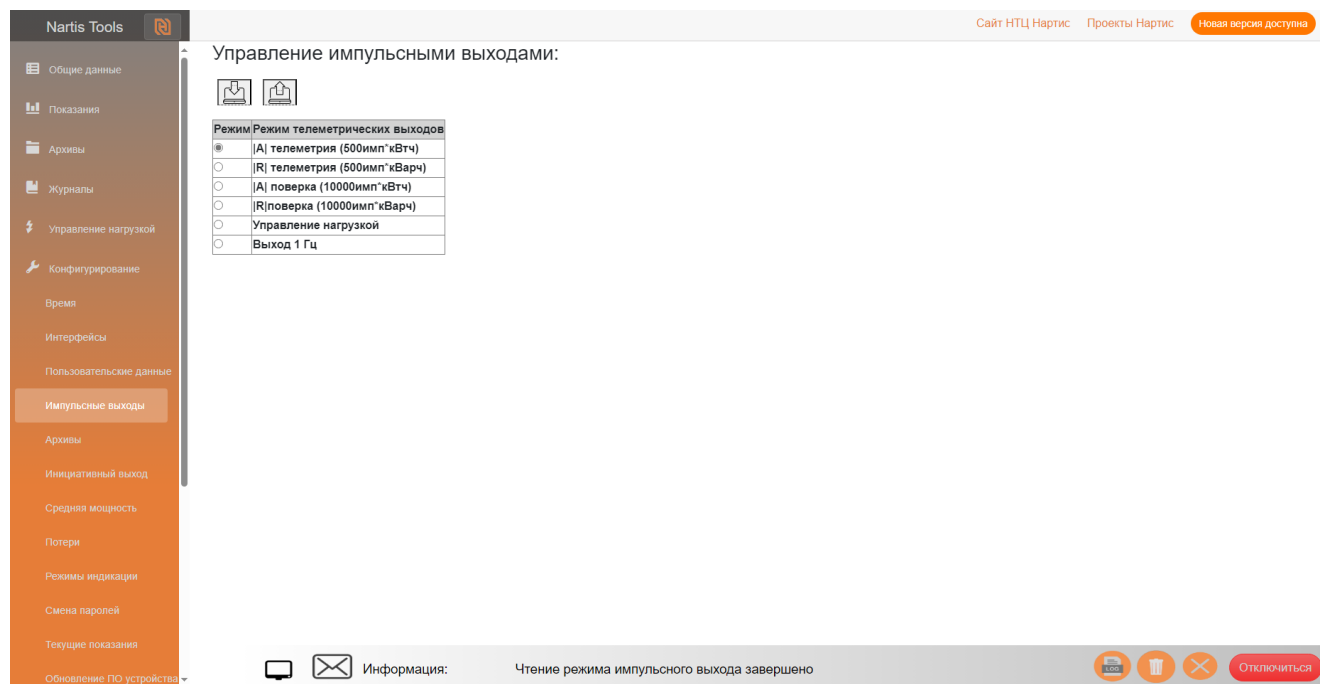 Nartis Tools
Сайт НТЦ Нартис Проекты Нартис Новая версия доступна
Общие данные
Показания
Архивы
Журналы
Управление нагрузкой
Конфигурирование
Время
Интерфейсы
Пользовательские данные
Импульсные выходы
Архивы
Инициативный выход
Средняя мощность
Потери
Режимы индикации
Смена паролей
Текущие показания
Обновление ПО устройства
Управление импульсными выходами:
Режим Режим телеметрических выходов
|A| телеметрия (500имп*кВтч)
|R| телеметрия (500имп*кВарч)
|A| поверка (10000имп*кВтч)
|R|поверка (10000имп*кВарч)
Управление нагрузкой
Выход 1 Гц
Информация: Чтение режима импульсного выхода завершено
LOG
Отключиться